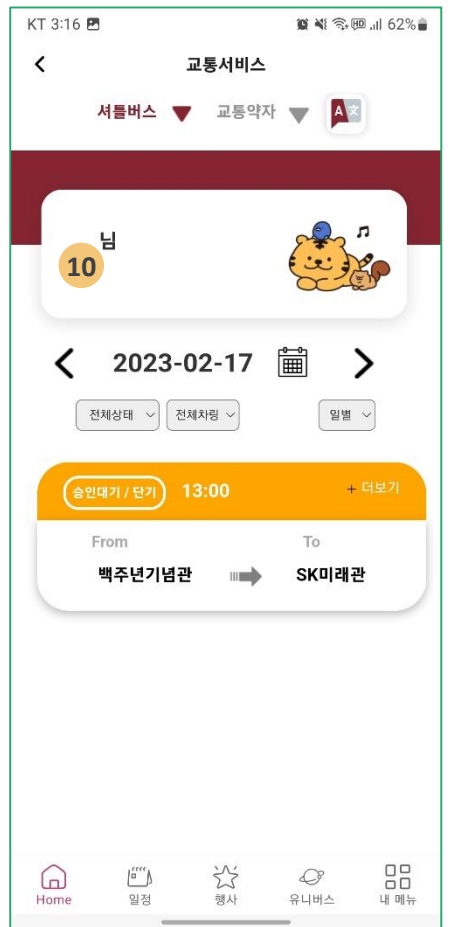 KT 3:16 HD 62%
교통서비스
셔틀버스 교통약자 A 文
님
10
2023-02-17
전체상태 전체차량 일별
승인대기 / 단기 13:00 + 더보기
From To
백주년기념관 SK미래관
Home 일정 행사 유니버스 내 메뉴